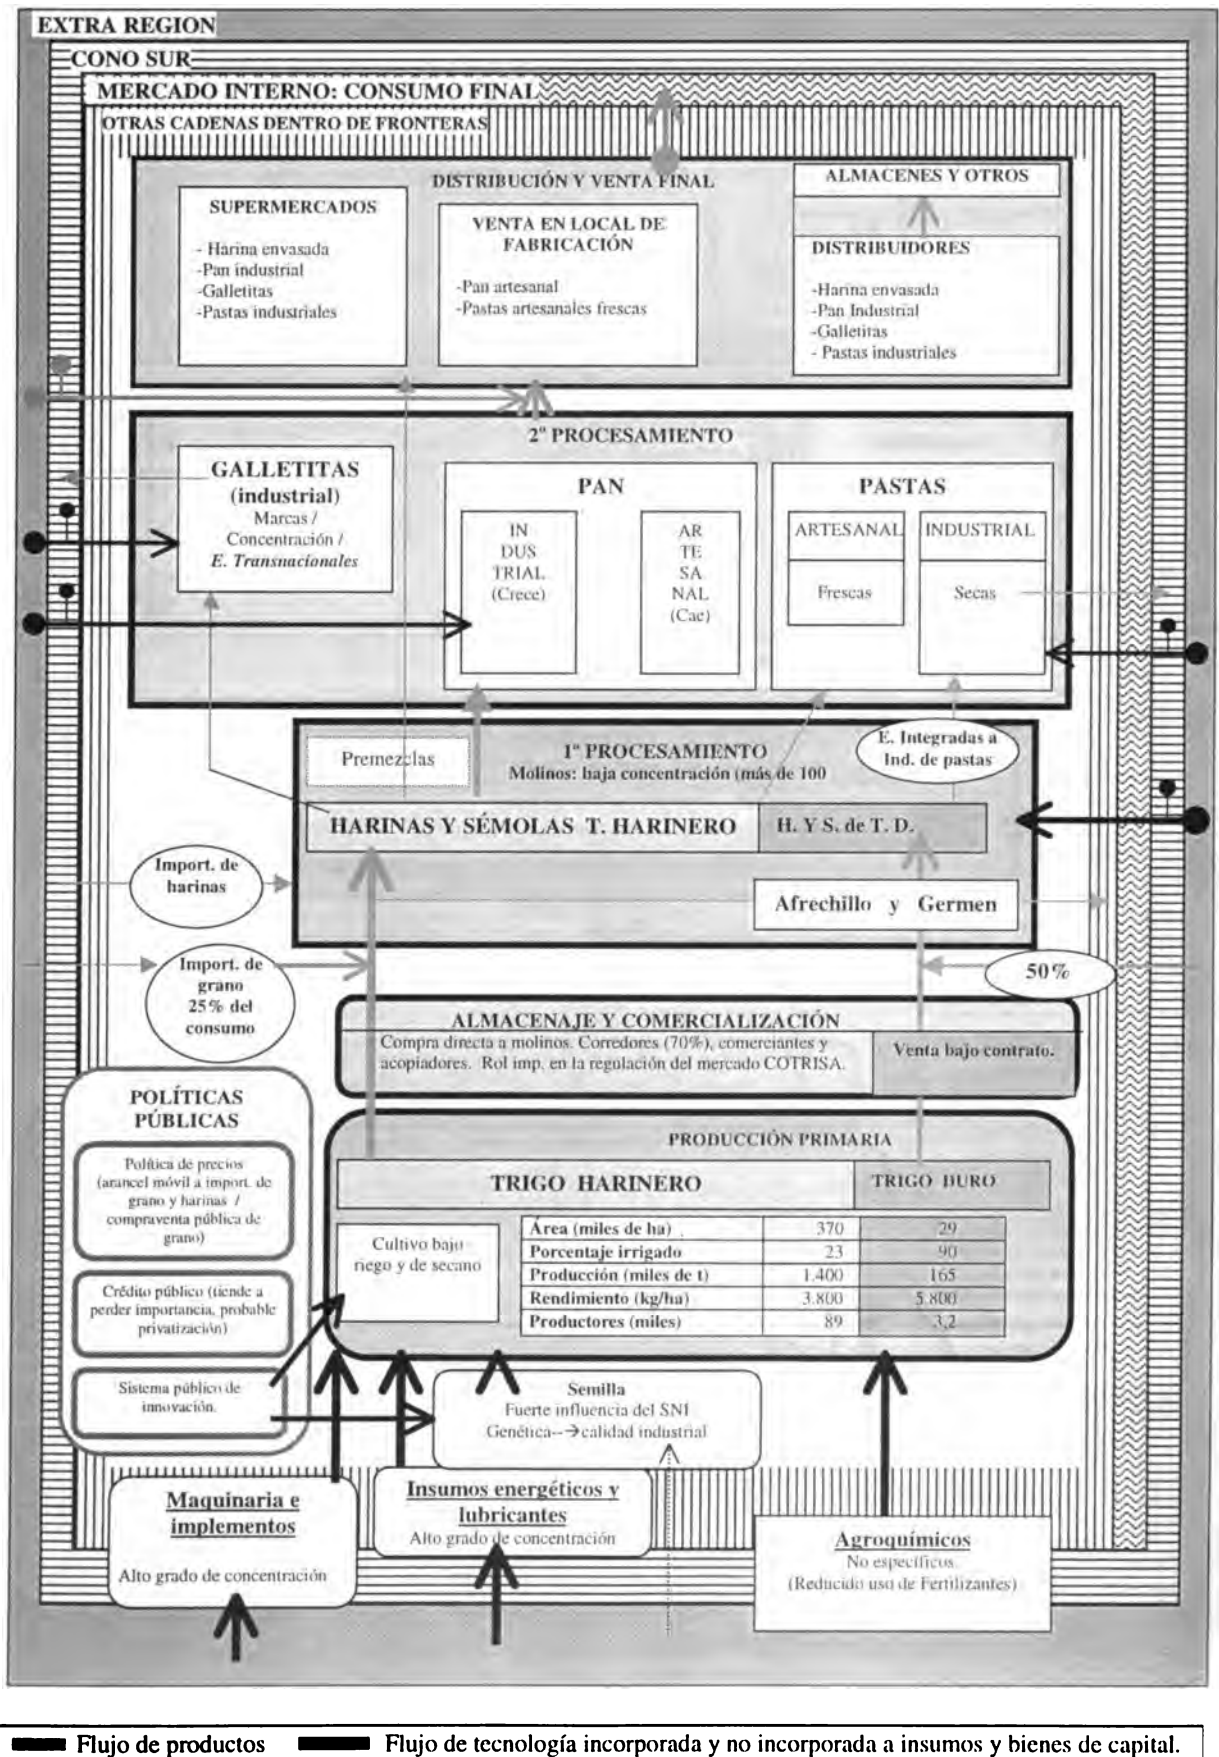 EXTRA REGION
CONO SUR
MERCADO INTERNO: CONSUMO FINAL
OTRAS CADENAS DENTRO DE FRONTERAS
DISTRIBUCIÓN Y VENTA FINAL
SUPERMERCADOS
- Harina envasada
-Pan industrial
-Galletitas
-Pastas industriales
VENTA EN LOCAL DE
FABRICACIÓN
-Pan artesanal
-Pastas artesanales frescas
ALMACENES Y OTROS
DISTRIBUIDORES
-Harina envasada
-Pan Industrial
-Galletitas
- Pastas industriales
2º PROCESAMIENTO
GALLETITAS
(industrial)
Marcas /
Concentración /
E. Transnacionales
PAN
IN
DUS
TRIAL
(Crece)
AR
TE
SA
NAL
(Cae)
PASTAS
ARTESANAL
Frescas
INDUSTRIAL
Secas
Premezclas
1º PROCESAMIENTO
Molinos: baja concentración (más de 100
E. Integradas a
Ind. de pastas
HARINAS Y SÉMOLAS T. HARINERO
H. Y S. de T. D.
Import. de
harinas
Afrechillo y Germen
Import. de
grano
25% del
consumo
50%
ALMACENAJE Y COMERCIALIZACIÓN
Compra directa a molinos. Corredores (70%), comerciantes y
acopiadores. Rol imp. en la regulación del mercado COTRISA.
Venta bajo contrato.
POLÍTICAS
PÚBLICAS
Política de precios
(arancel móvil a import. de
grano y harinas /
compraventa pública de
grano)
Crédito público (tiende a
perder importancia, probable
privatización)
Sistema público de
innovación.
PRODUCCIÓN PRIMARIA
TRIGO HARINERO
TRIGO DURO
Cultivo bajo
riego y de secano
Área (miles de ha) 370 29
Porcentaje irrigado 23 90
Producción (miles de t) 1.400 165
Rendimiento (kg/ha) 3.800 5.800
Productores (miles) 89 3,2
Semilla
Fuerte influencia del SNI
Genética--→calidad industrial
Maquinaria e
implementos
Alto grado de concentración
Insumos energéticos y
lubricantes
Alto grado de concentración
Agroquímicos
No específicos.
(Reducido uso de Fertilizantes)
Flujo de productos Flujo de tecnología incorporada y no incorporada a insumos y bienes de capital.